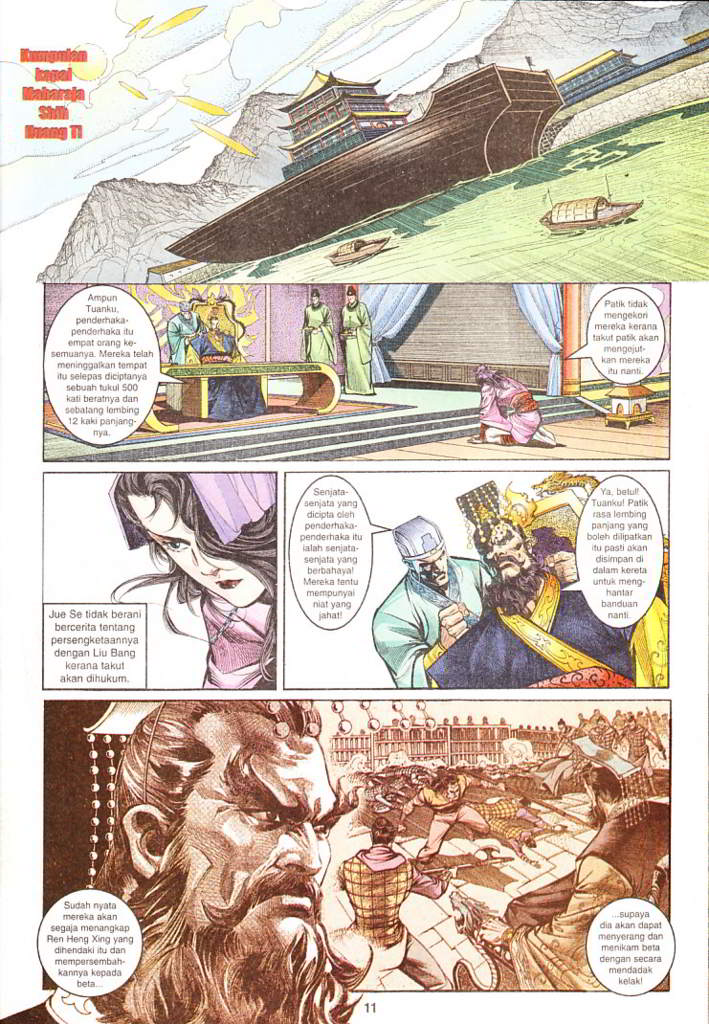 Kumpulan
kapal
Maharaja
Shih
Huang Ti
Ampun
Tuanku,
penderhaka-
penderhaka itu
empat orang ke-
semuanya. Mereka telah
meninggalkan tempat
itu selepas diciptanya
sebuah tukul 500
kati beratnya dan
sebatang lembing
12 kaki panjang-
nya.
Patik tidak
mengekori
mereka kerana
takut patik akan
mengejut-
kan mereka
itu nanti.
Jue Se tidak berani
bercerita tentang
persengketaannya
dengan Liu Bang
kerana takut
akan dihukum.
Senjata-
senjata yang
dicipta oleh
penderhaka-
penderhaka itu
ialah senjata-
senjata yang
berbahaya!
Mereka tentu
mempunyai
niat yang
jahat!
Ya, betul!
Tuanku! Patik
rasa lembing
panjang yang
boleh dilipatkan
itu pasti akan
disimpan di
dalam kereta
untuk meng-
hantar
banduan
nanti.
Sudah nyata
mereka akan
segaja menangkap
Ren Heng Xing yang
dihendaki itu dan
mempersembah-
kannya kepada
beta...
...supaya
dia akan dapat
menyerang dan
menikam beta
dengan secara
mendadak
kelak!
11